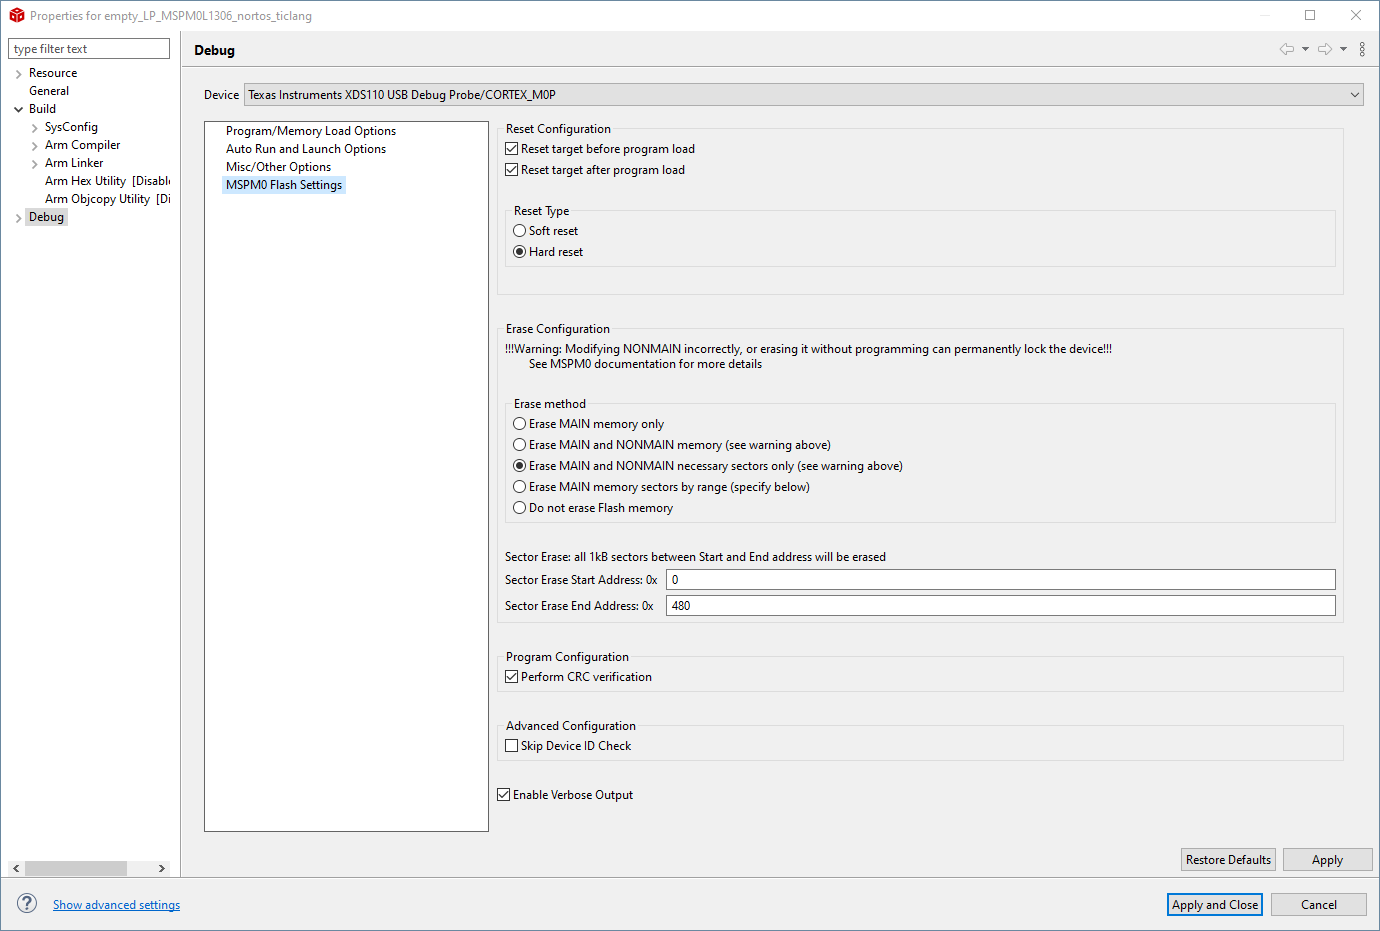 Properties for empty_LP_MSPM0L1306_nortos_ticlang
type filter text
Resource
General
Build
SysConfig
Arm Compiler
Arm Linker
Arm Hex Utility [Disabl
Arm Objcopy Utility [Di
Debug
Debug
Device Texas Instruments XDS110 USB Debug Probe/CORTEX_M0P
Program/Memory Load Options
Auto Run and Launch Options
Misc/Other Options
MSPM0 Flash Settings
Reset Configuration
Reset target before program load
Reset target after program load
Reset Type
Soft reset
Hard reset
Erase Configuration
!!!Warning: Modifying NONMAIN incorrectly, or erasing it without programming can permanently lock the device!!!
See MSPM0 documentation for more details
Erase method
Erase MAIN memory only
Erase MAIN and NONMAIN memory (see warning above)
Erase MAIN and NONMAIN necessary sectors only (see warning above)
Erase MAIN memory sectors by range (specify below)
Do not erase Flash memory
Sector Erase: all 1kB sectors between Start and End address will be erased
Sector Erase Start Address: 0x 0
Sector Erase End Address: 0x 480
Program Configuration
Perform CRC verification
Advanced Configuration
Skip Device ID Check
Enable Verbose Output
Restore Defaults Apply
? Show advanced settings
Apply and Close Cancel